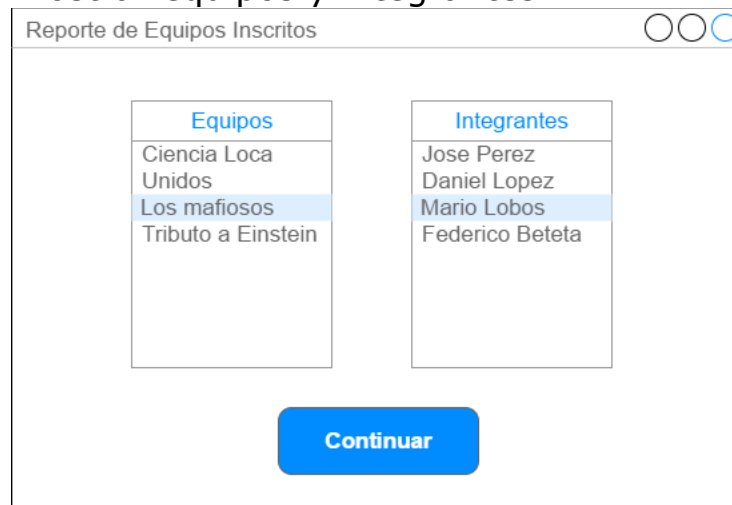 Reporte de Equipos Inscritos
Equipos
Ciencia Loca
Unidos
Los mafiosos
Tributo a Einstein
Integrantes
Jose Perez
Daniel Lopez
Mario Lobos
Federico Beteta
Continuar